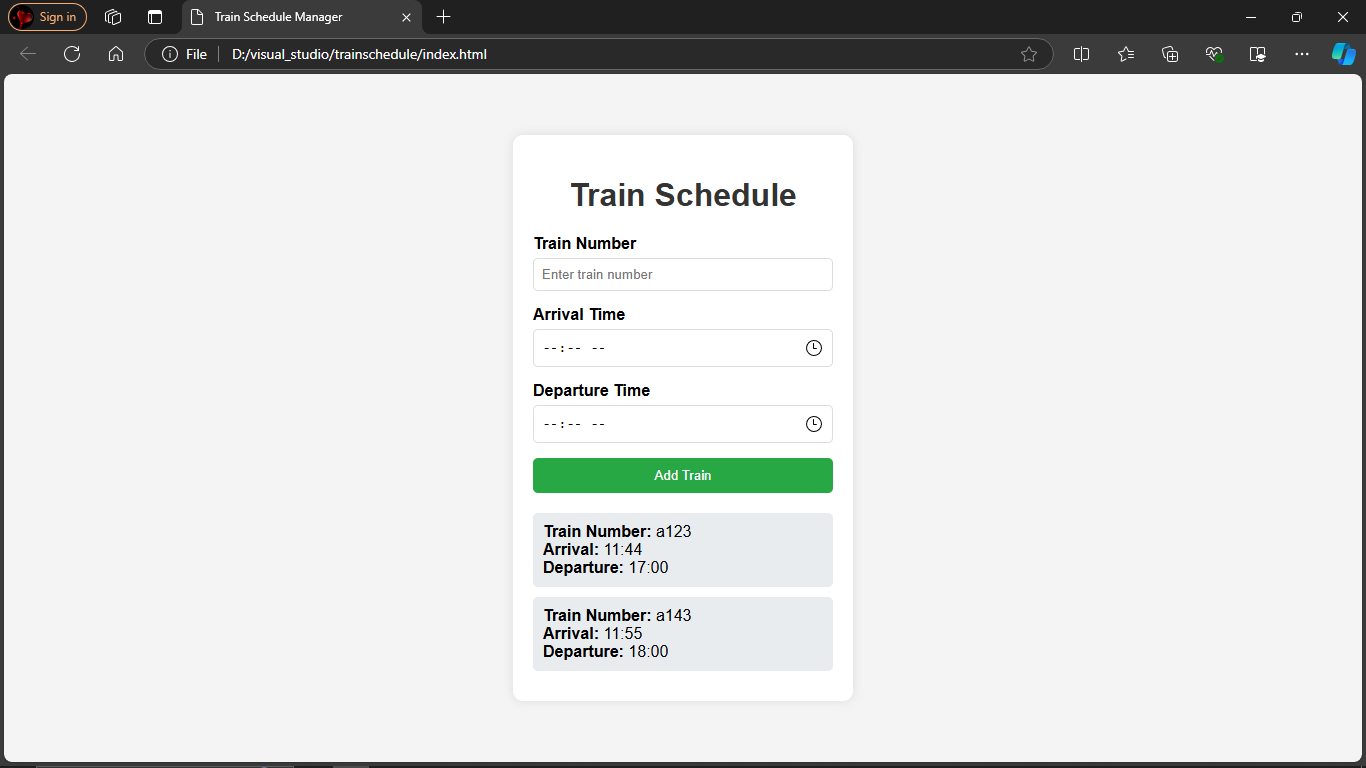 Sign in
Train Schedule Manager
File
D:/visual_studio/trainschedule/index.html
Train Schedule
Train Number
Enter train number
Arrival Time
--:-- --
Departure Time
--:-- --
Add Train
Train Number: a123
Arrival: 11:44
Departure: 17:00
Train Number: a143
Arrival: 11:55
Departure: 18:00